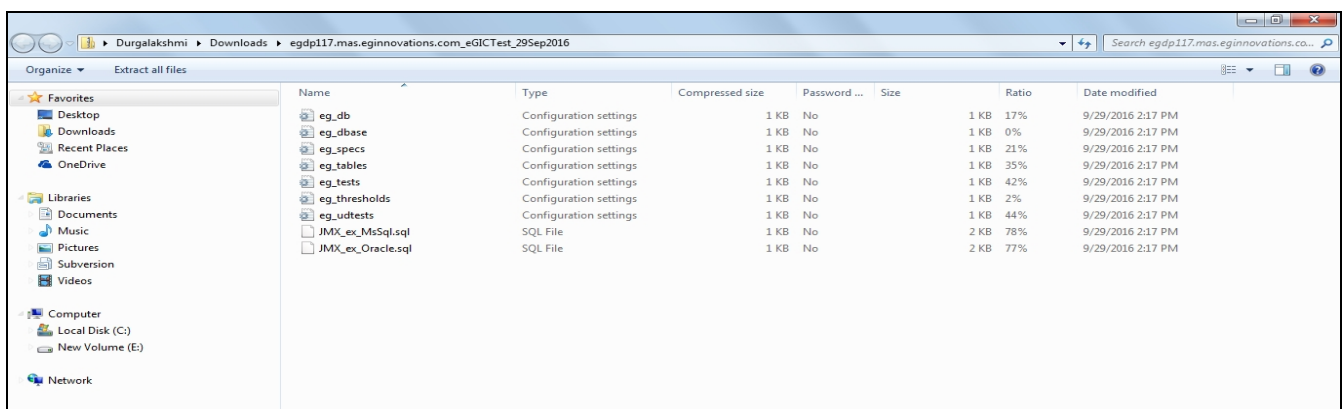 Durgalakshmi Downloads egdp117.mas.eginnovations.com_eGICTest_29Sep2016 Search egdp117.mas.eginnovations.co...
Organize Extract all files
Name Type Compressed size Password ... Size Ratio Date modified
Favorites
Desktop
Downloads
Recent Places
OneDrive
Libraries
Documents
Music
Pictures
Subversion
Videos
Computer
Local Disk (C:)
New Volume (E:)
Network
eg_db Configuration settings 1 KB No 1 KB 17% 9/29/2016 2:17 PM
eg_dbase Configuration settings 1 KB No 1 KB 0% 9/29/2016 2:17 PM
eg_specs Configuration settings 1 KB No 1 KB 21% 9/29/2016 2:17 PM
eg_tables Configuration settings 1 KB No 1 KB 35% 9/29/2016 2:17 PM
eg_tests Configuration settings 1 KB No 1 KB 42% 9/29/2016 2:17 PM
eg_thresholds Configuration settings 1 KB No 1 KB 2% 9/29/2016 2:17 PM
eg_udtests Configuration settings 1 KB No 1 KB 44% 9/29/2016 2:17 PM
JMX_ex_MsSql.sql SQL File 1 KB No 2 KB 78% 9/29/2016 2:17 PM
JMX_ex_Oracle.sql SQL File 1 KB No 2 KB 77% 9/29/2016 2:17 PM